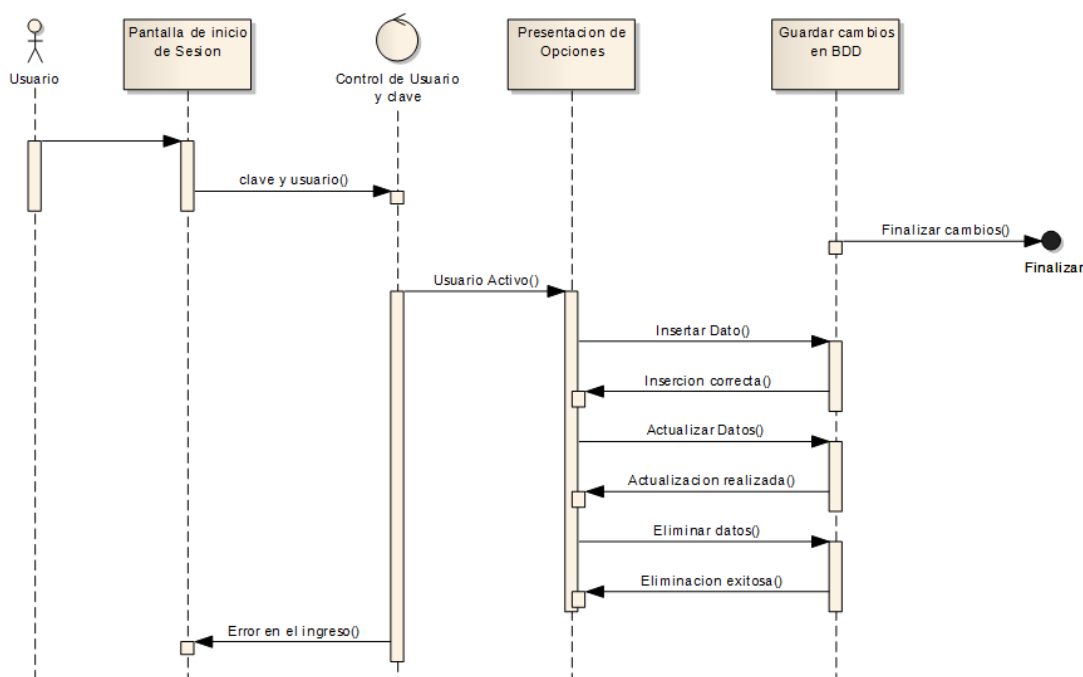 Usuario
Pantalla de inicio
de Sesion
Control de Usuario
y clave
Presentacion de
Opciones
Guardar cambios
en BDD
clave y usuario()
Finalizar cambios()
Finalizar
Usuario Activo()
Insertar Dato()
Insercion correcta()
Actualizar Datos()
Actualizacion realizada()
Eliminar datos()
Eliminacion exitosa()
Error en el ingreso()